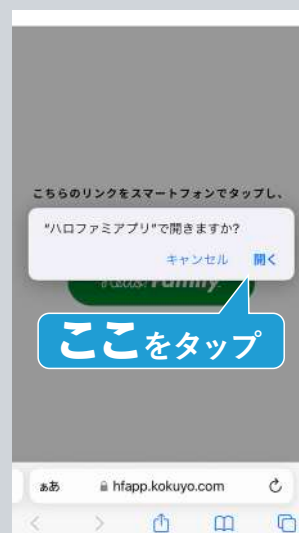 こちらのリンクをスマートフォンでタップし、
"ハロファミアプリ"で開きますか?
キャンセル 開く
Hello! Family.
ここをタップ
ぁあ hfapp.kokuyo.com